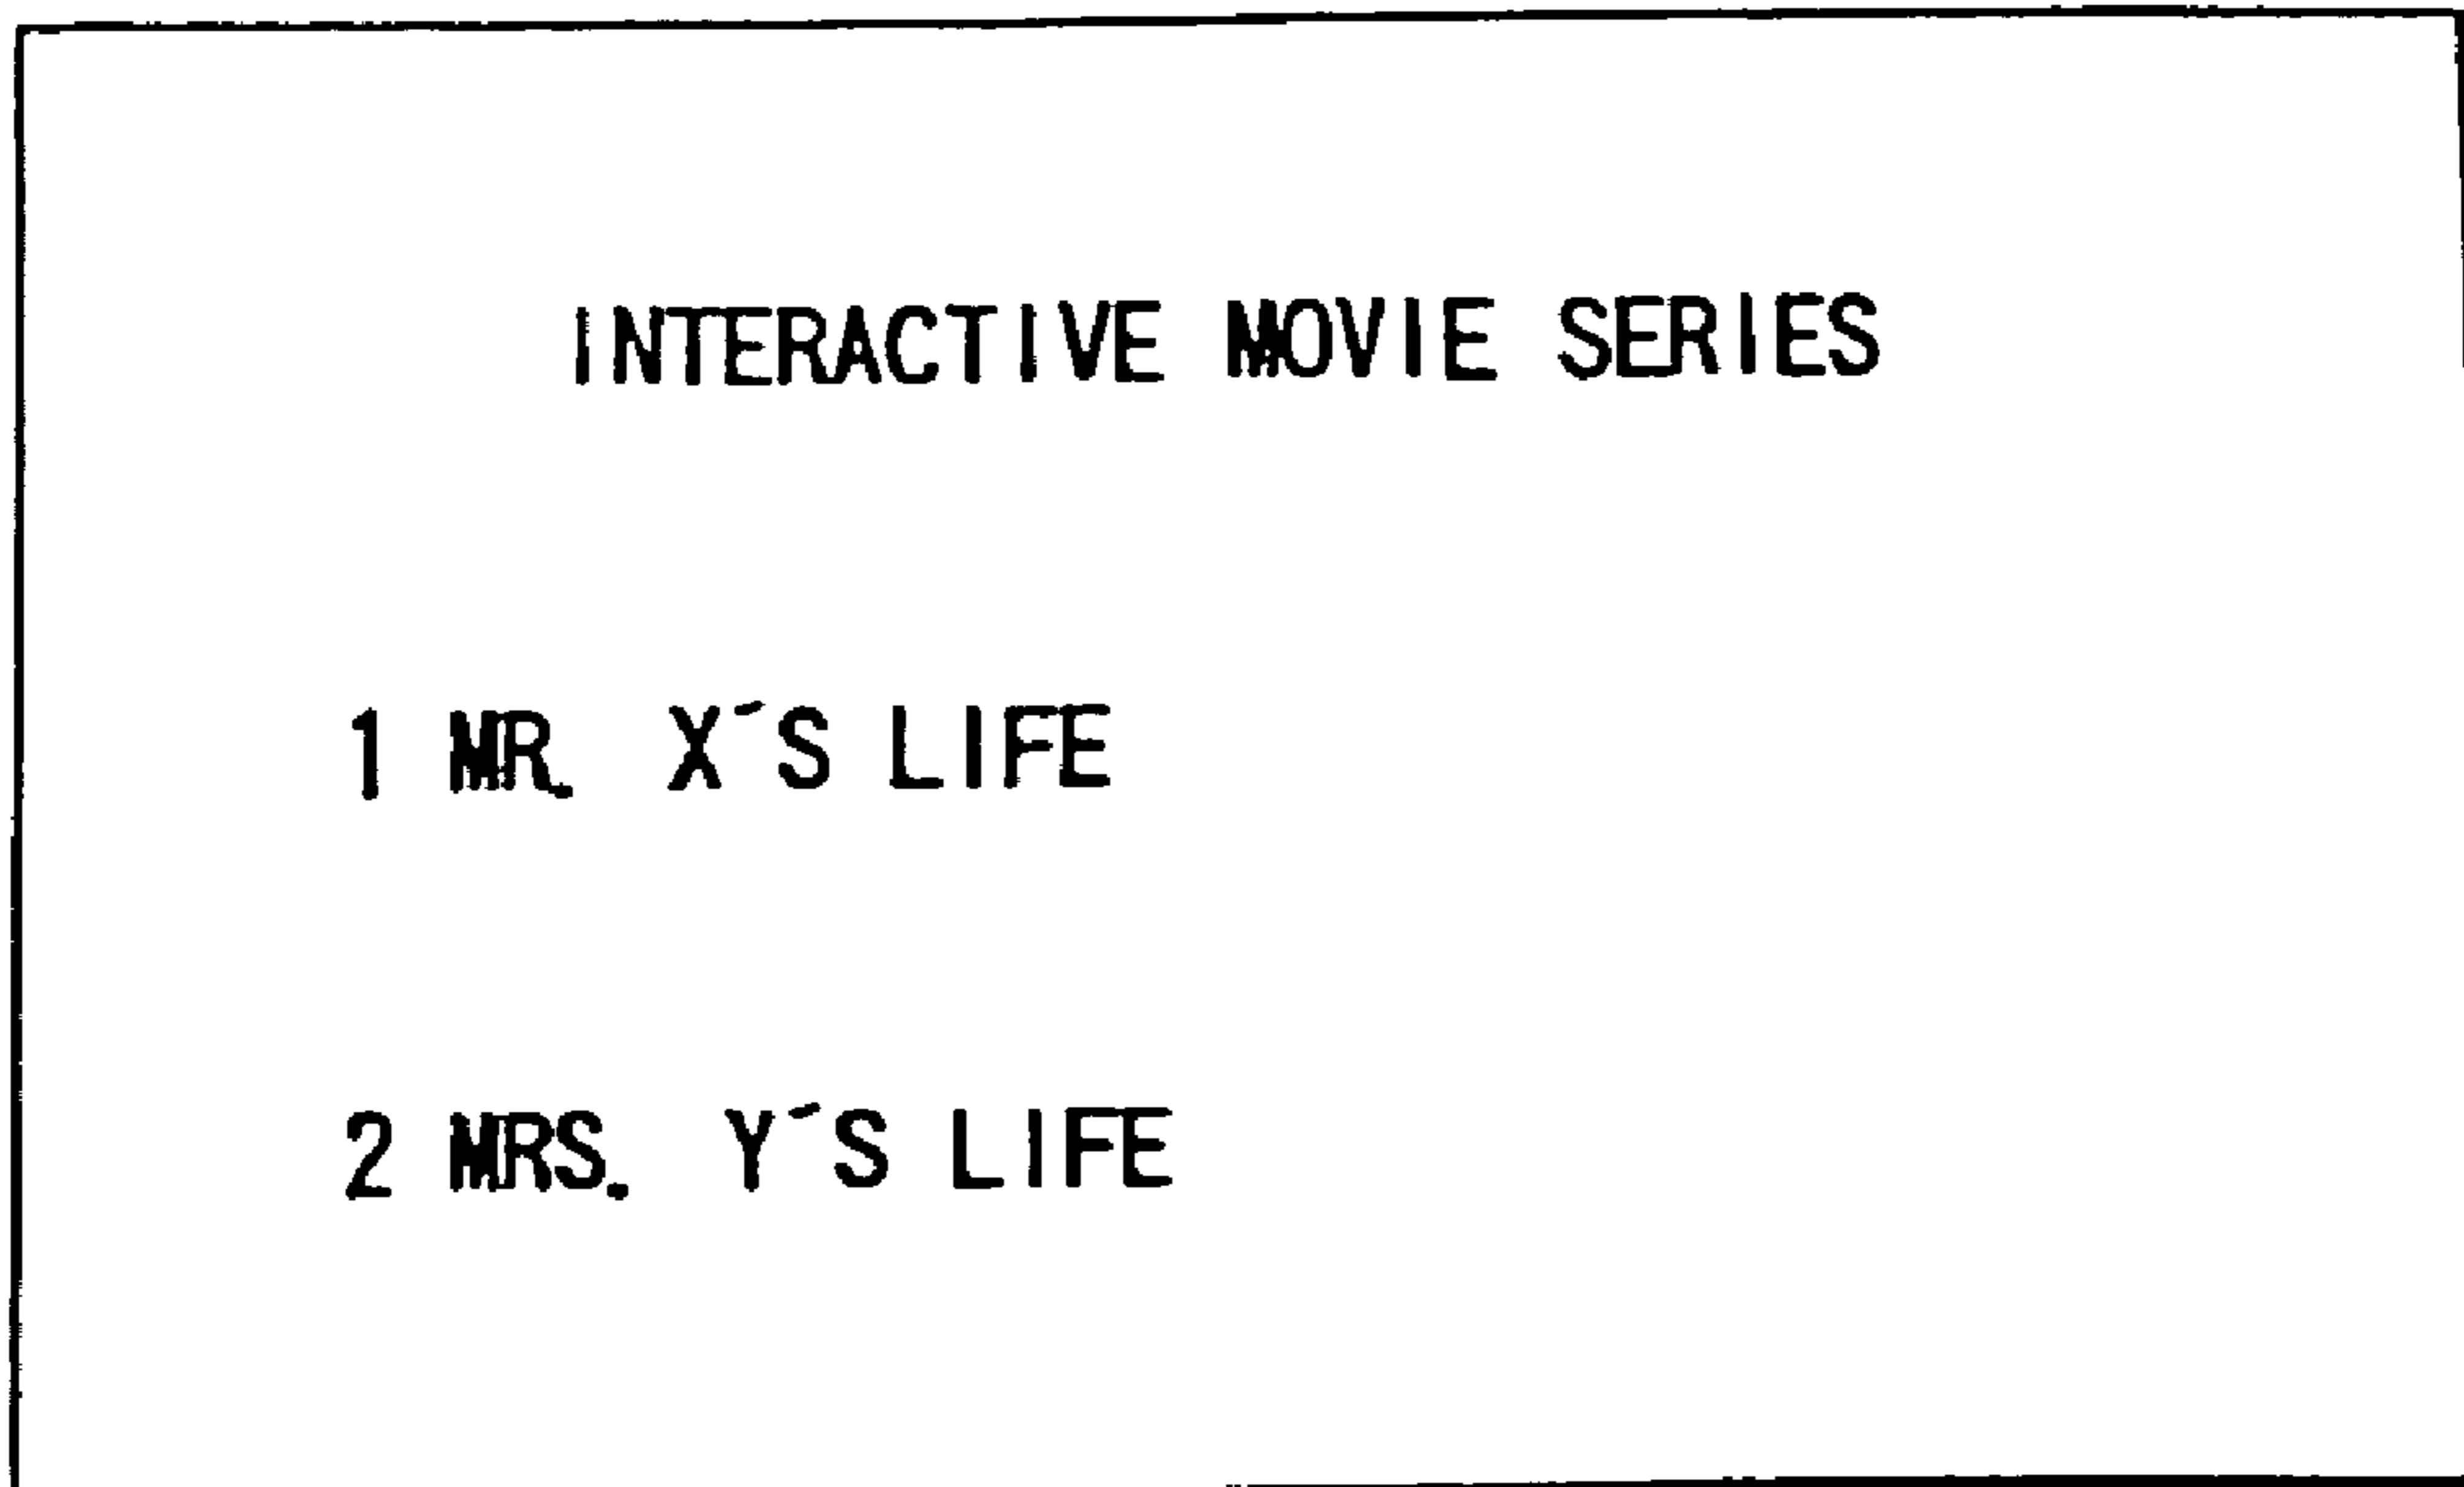 INTERACTIVE MOVIE SERIES
1 MR. X´S LIFE
2 MRS. Y´S LIFE